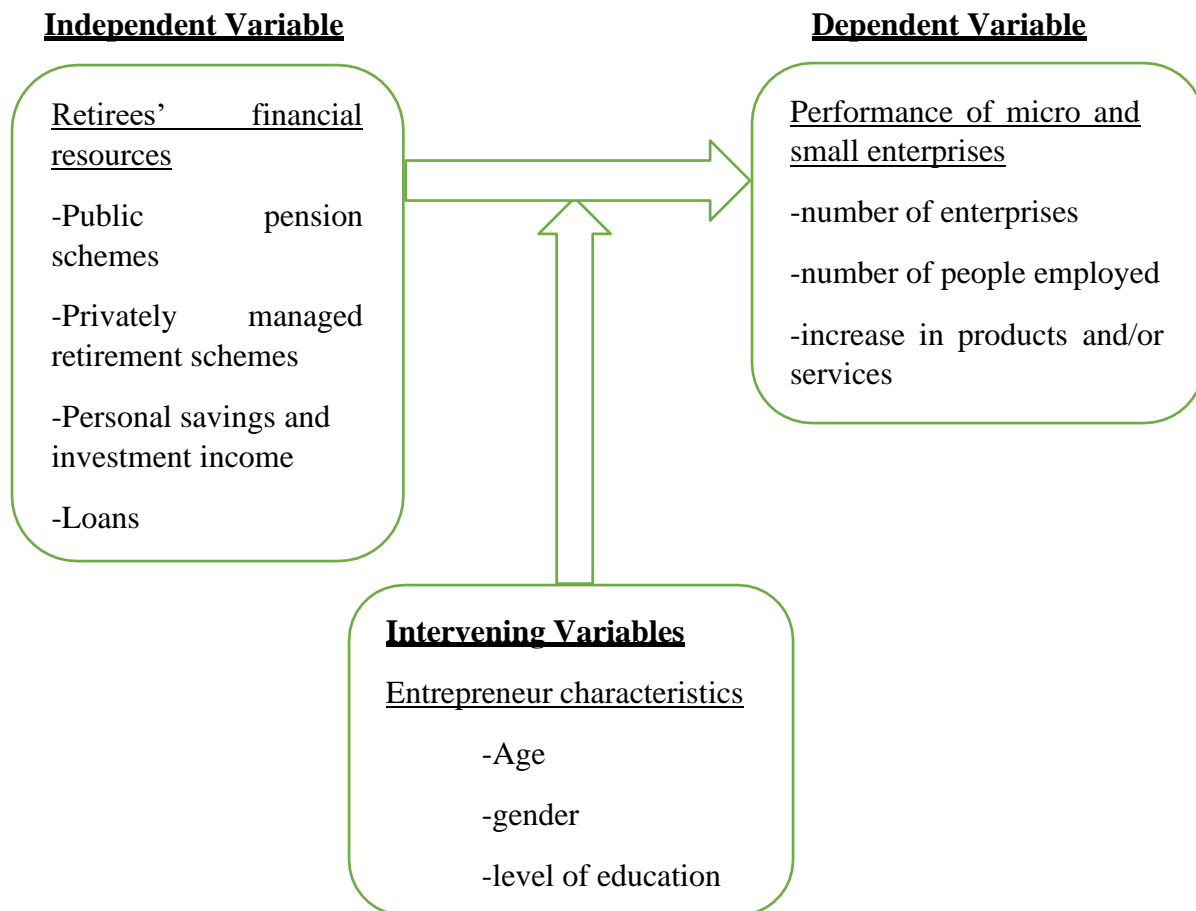 Independent Variable
Dependent Variable
Retirees’ financial
resources
-Public pension
schemes
-Privately managed
retirement schemes
-Personal savings and
investment income
-Loans
Performance of micro and
small enterprises
-number of enterprises
-number of people employed
-increase in products and/or
services
Intervening Variables
Entrepreneur characteristics
-Age
-gender
-level of education